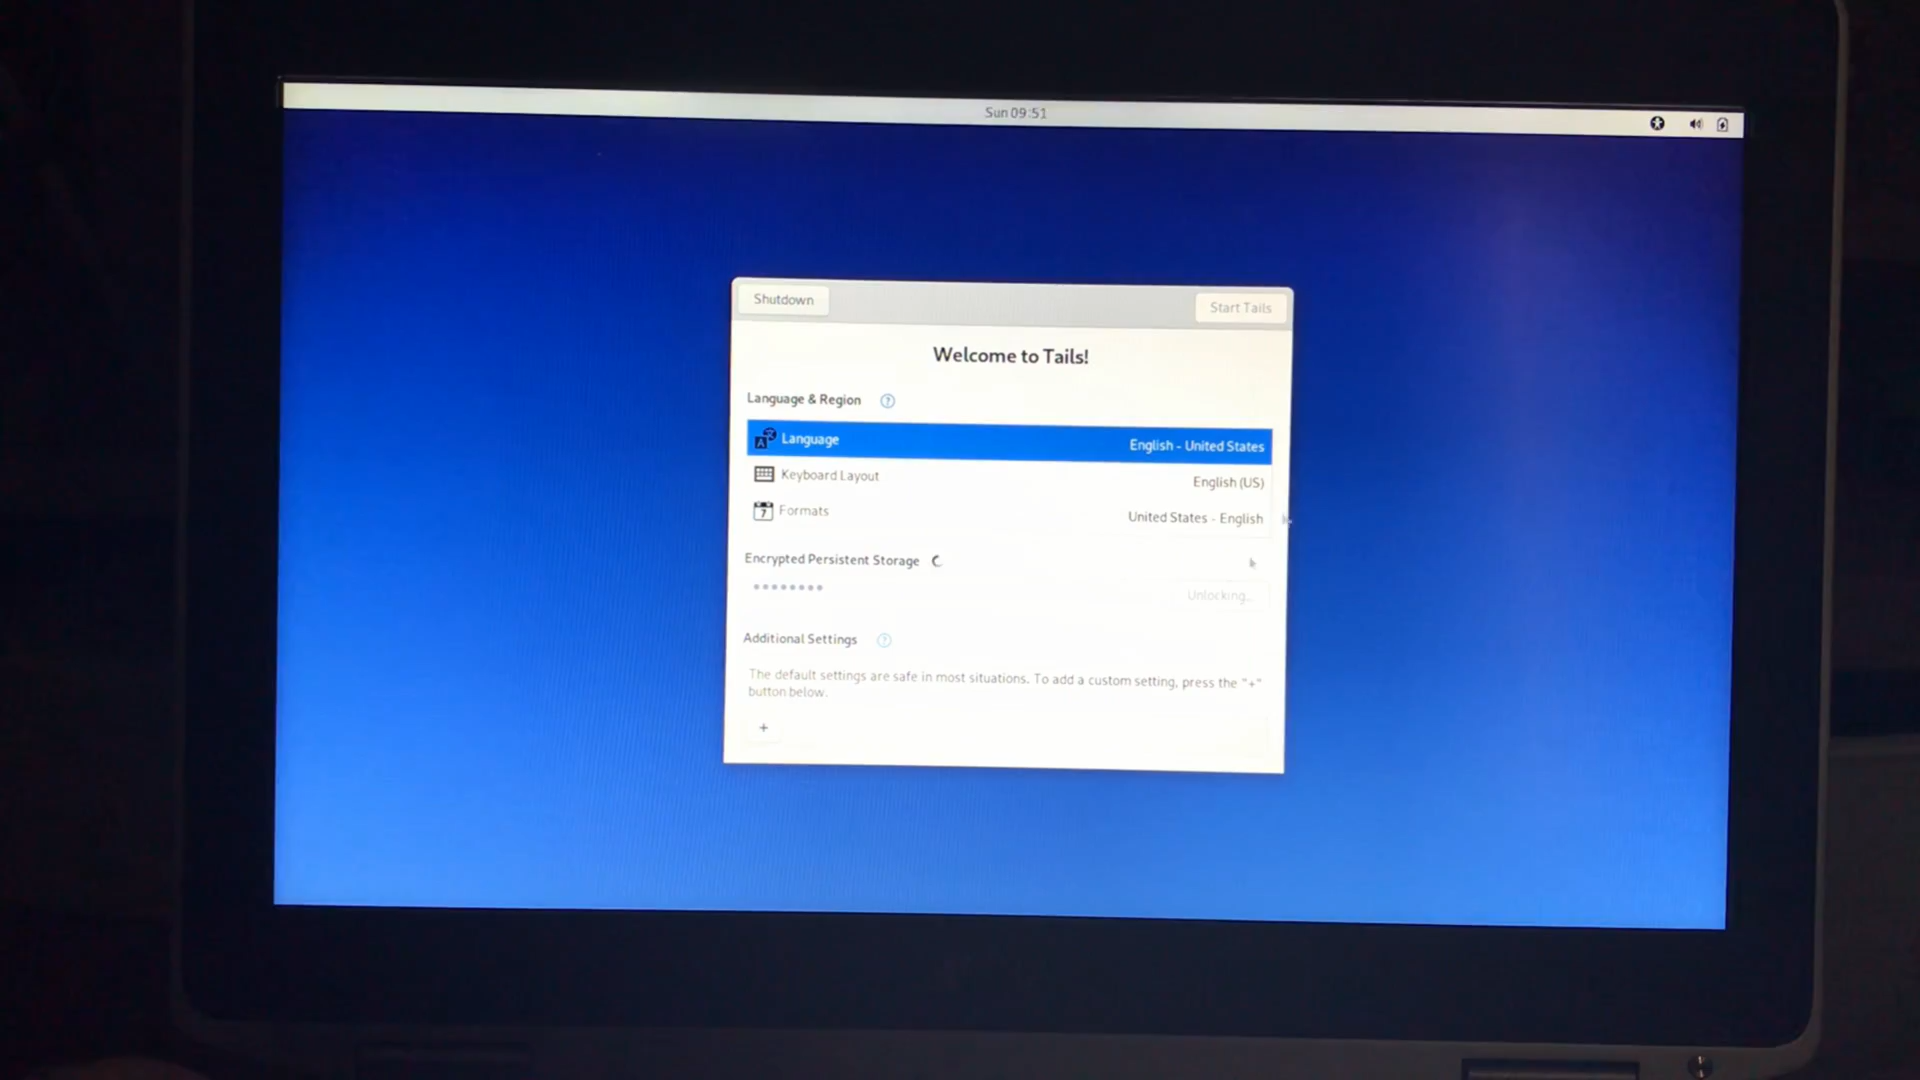 Sun 09:51
Shutdown
Start Tails
Welcome to Tails!
Language & Region
Language English - United States
Keyboard Layout English (US)
Formats United States - English
Encrypted Persistent Storage
Unlocking...
Additional Settings
The default settings are safe in most situations. To add a custom setting, press the "+"
button below.
+